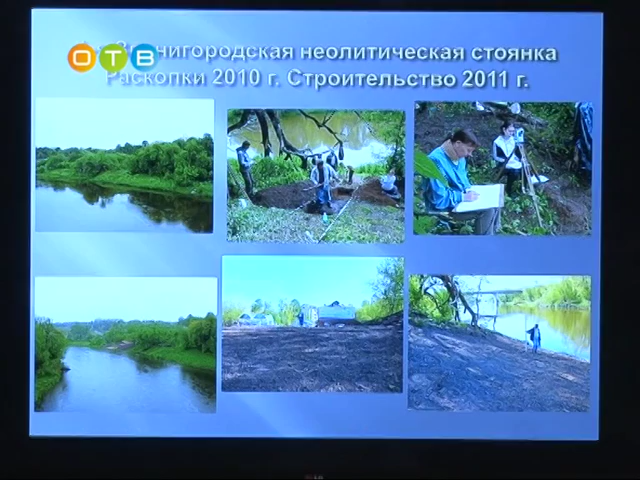 ОТВ
неолитическая стоянка
Раскопки 2010 г. Строительство 2011 г.